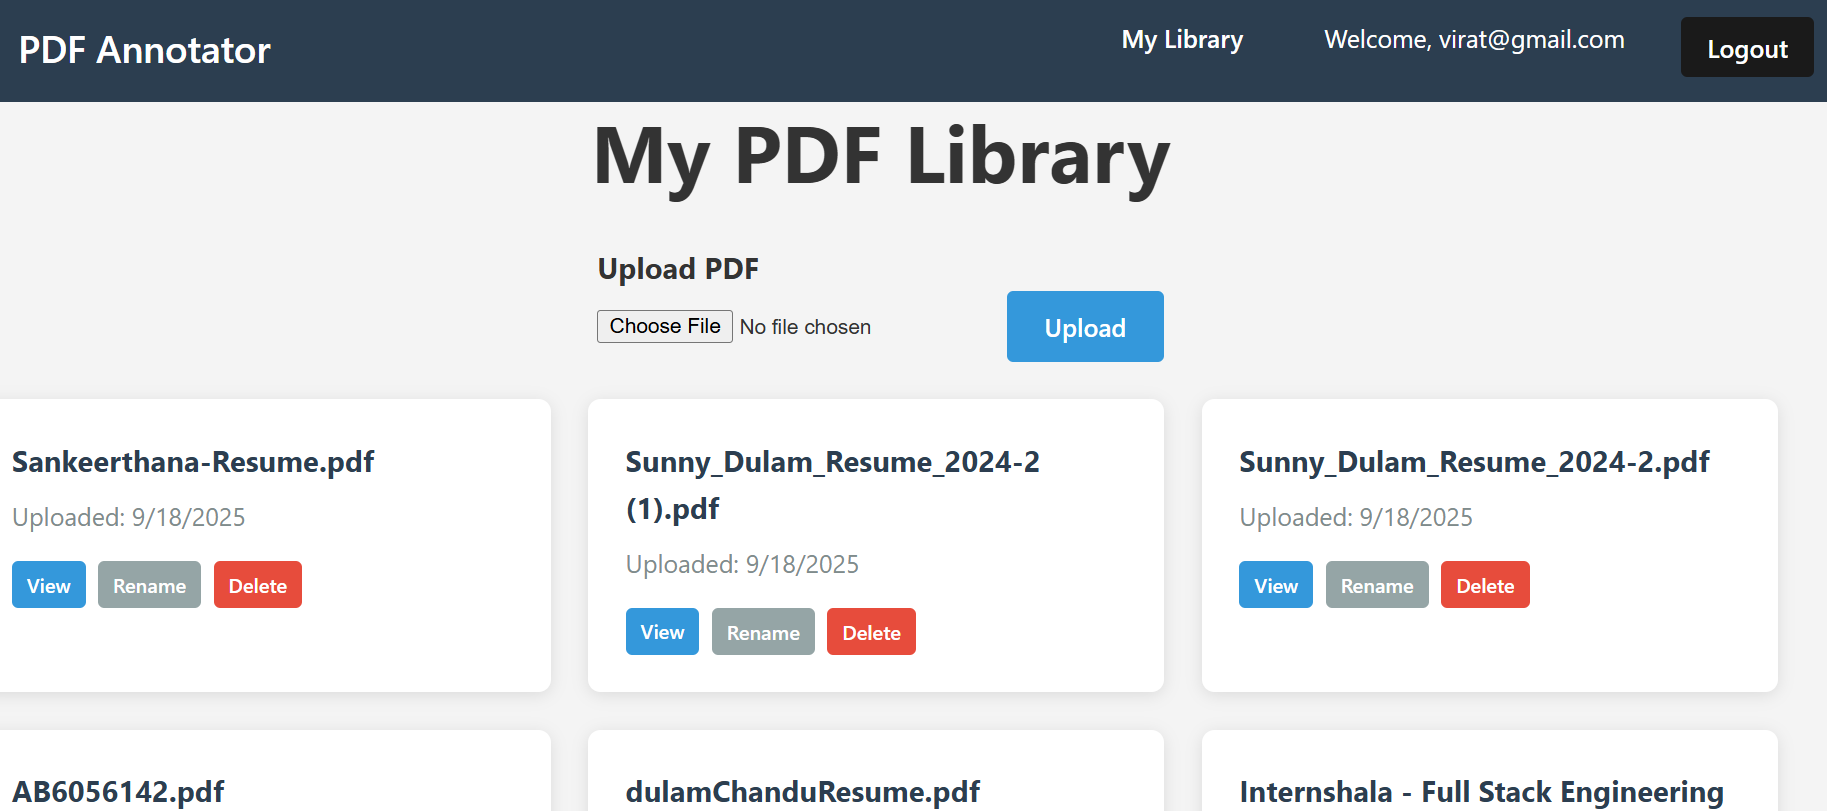 PDF Annotator
My Library
Welcome, virat@gmail.com
Logout
My PDF Library
Upload PDF
Choose File No file chosen
Upload
Sankeerthana-Resume.pdf
Uploaded: 9/18/2025
View Rename Delete
Sunny_Dulam_Resume_2024-2
(1).pdf
Uploaded: 9/18/2025
View Rename Delete
Sunny_Dulam_Resume_2024-2.pdf
Uploaded: 9/18/2025
View Rename Delete
AB6056142.pdf
dulamChanduResume.pdf
Internshala - Full Stack Engineering